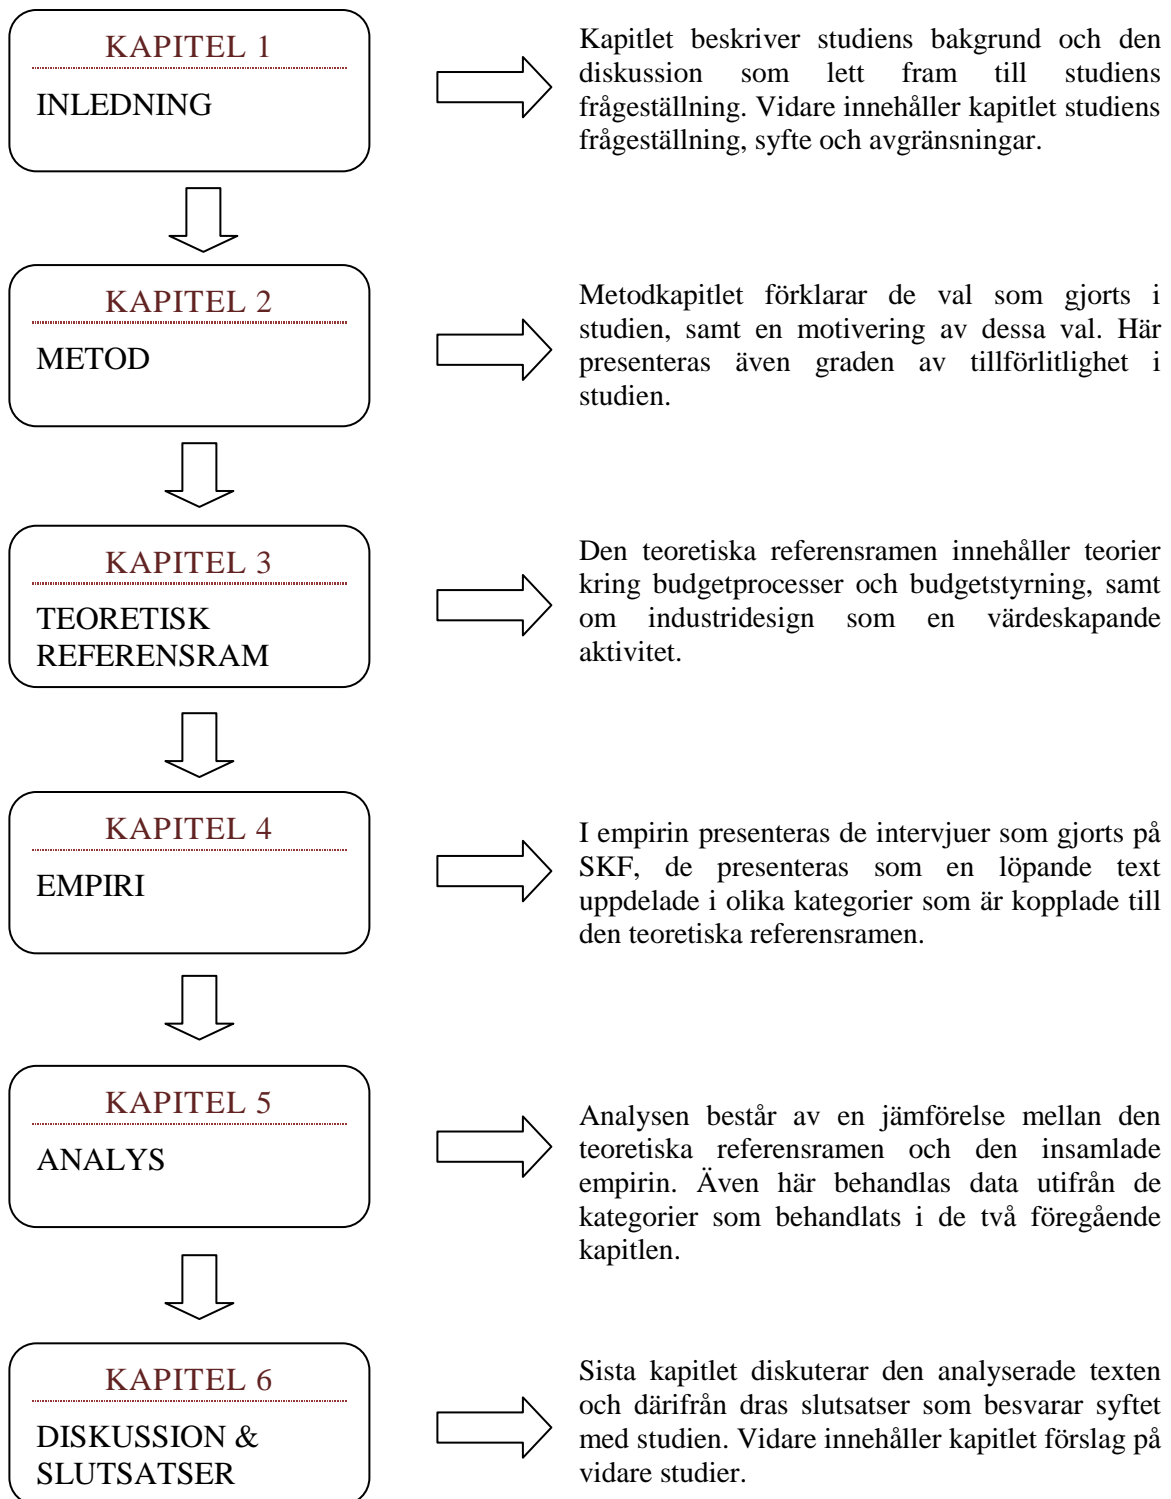 KAPITEL 1
INLEDNING
Kapitlet beskriver studiens bakgrund och den
diskussion som lett fram till studiens
frågeställning. Vidare innehåller kapitlet studiens
frågeställning, syfte och avgränsningar.
KAPITEL 2
METOD
Metodkapitlet förklarar de val som gjorts i
studien, samt en motivering av dessa val. Här
presenteras även graden av tillförlitlighet i
studien.
KAPITEL 3
TEORETISK
REFERENSRAM
Den teoretiska referensramen innehåller teorier
kring budgetprocesser och budgetstyrning, samt
om industridesign som en värdeskapande
aktivitet.
KAPITEL 4
EMPIRI
I empirin presenteras de intervjuer som gjorts på
SKF, de presenteras som en löpande text
uppdelade i olika kategorier som är kopplade till
den teoretiska referensramen.
KAPITEL 5
ANALYS
Analysen består av en jämförelse mellan den
teoretiska referensramen och den insamlade
empirin. Även här behandlas data utifrån de
kategorier som behandlats i de två föregående
kapitlen.
KAPITEL 6
DISKUSSION &
SLUTSATSER
Sista kapitlet diskuterar den analyserade texten
och därifrån dras slutsatser som besvarar syftet
med studien. Vidare innehåller kapitlet förslag på
vidare studier.